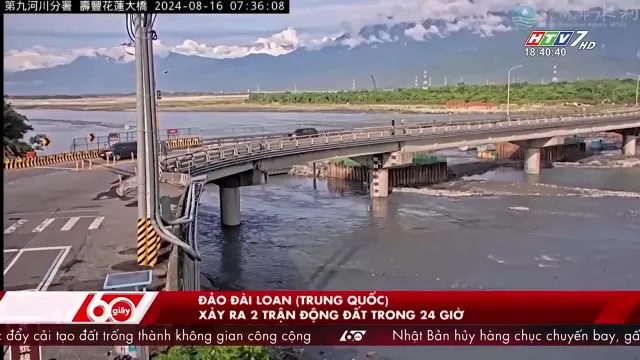 第九河川分署 壽豐花蓮大橋
2024-08-16 07:36:08
水利
HTV7 HD
18:40:40
60 giây
ĐẢO ĐÀI LOAN (TRUNG QUỐC)
XẢY RA 2 TRẬN ĐỘNG ĐẤT TRONG 24 GIỜ
c đẩy cải tạo đất trống thành không gian công cộng 60 Nhật Bản hủy hàng chục chuyến bay, gấ